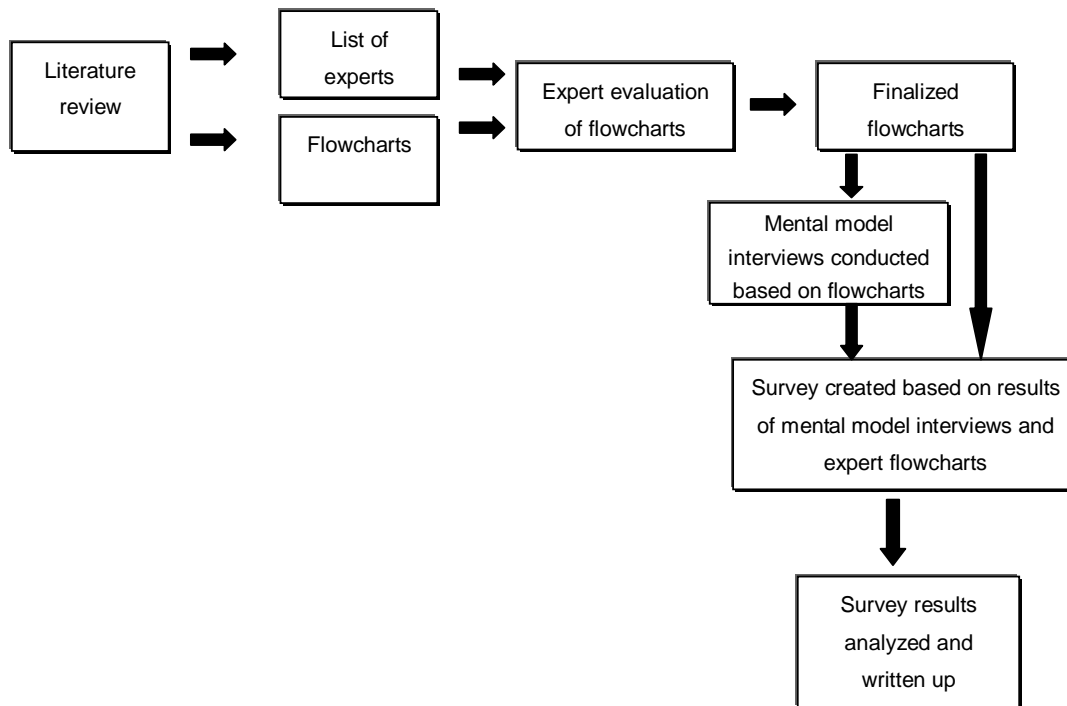 Literature
review
List of
experts
Flowcharts
Expert evaluation
of flowcharts
Finalized
flowcharts
Mental model
interviews conducted
based on flowcharts
Survey created based on results
of mental model interviews and
expert flowcharts
Survey results
analyzed and
written up